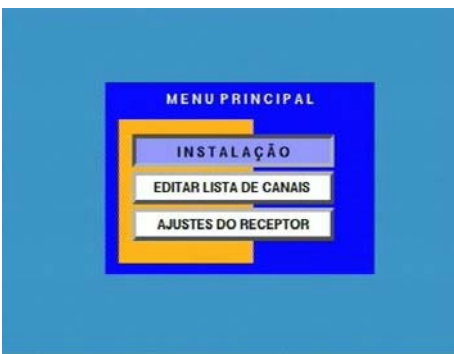 MENU PRINCIPAL
INSTALAÇÃO
EDITAR LISTA DE CANAIS
AJUSTES DO RECEPTOR